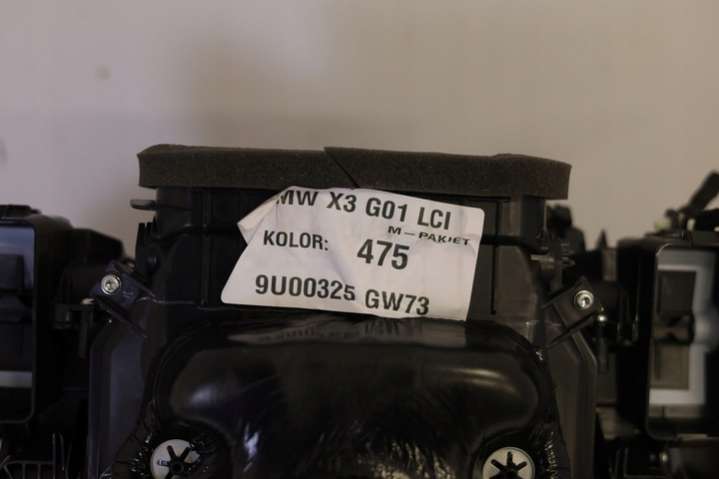 MW X3 G01 LCI
M-PAKIET
KOLOR: 475
9U00325 GW73